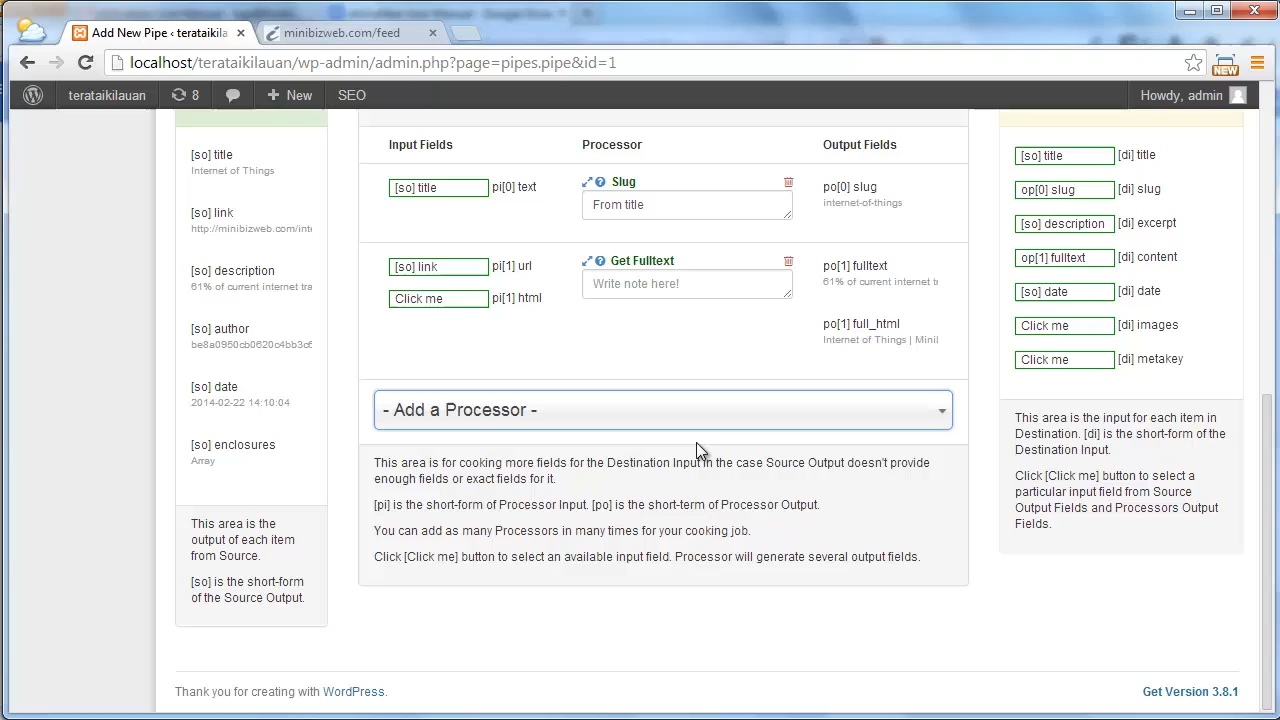 Add New Pipe ‹ terataikila
minibizweb.com/feed
localhost/terataikilauan/wp-admin/admin.php?page=pipes.pipe&id=1
NEW
terataikilauan
8
New
SEO
Howdy, admin
[so] title
Internet of Things
[so] link
http://minibizweb.com/inte
[so] description
61% of current internet tra
[so] author
be8a0950cb0620c4bb3c
[so] date
2014-02-22 14:10:04
[so] enclosures
Array
This area is the
output of each item
from Source.
[so] is the short-form
of the Source Output.
Input Fields
Processor
Output Fields
[so] title
pi[0] text
Slug
From title
po[0] slug
internet-of-things
[so] link
pi[1] url
Get Fulltext
Write note here!
po[1] fulltext
61% of current internet t
Click me
pi[1] html
po[1] full_html
Internet of Things | Mini
- Add a Processor -
This area is for cooking more fields for the Destination Input in the case Source Output doesn't provide
enough fields or exact fields for it.
[pi] is the short-form of Processor Input. [po] is the short-term of Processor Output.
You can add as many Processors in many times for your cooking job.
Click [Click me] button to select an available input field. Processor will generate several output fields.
[so] title
[di] title
op[0] slug
[di] slug
[so] description
[di] excerpt
op[1] fulltext
[di] content
[so] date
[di] date
Click me
[di] images
Click me
[di] metakey
This area is the input for each item in
Destination. [di] is the short-form of the
Destination Input.
Click [Click me] button to select a
particular input field from Source
Output Fields and Processors Output
Fields.
Thank you for creating with WordPress.
Get Version 3.8.1